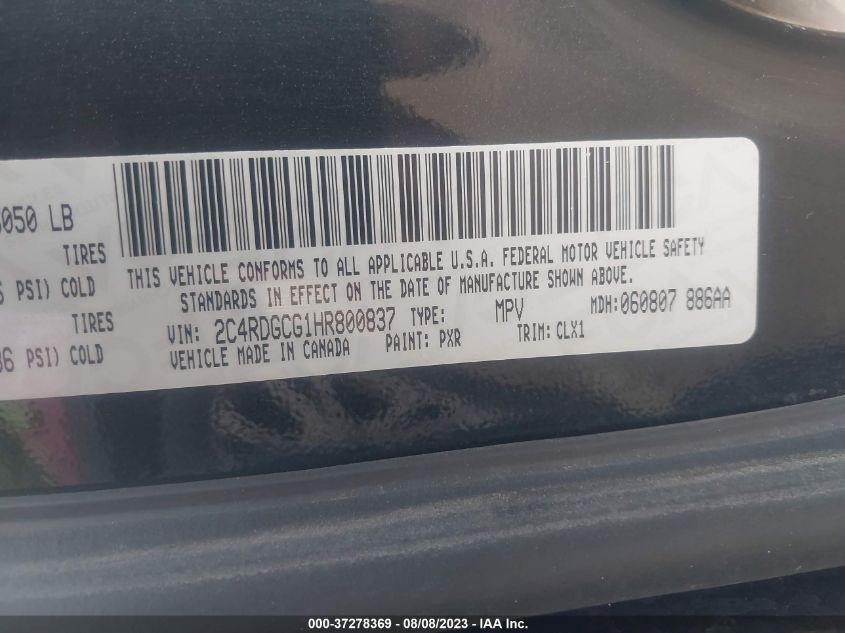 050 LB
TIRES
PSI) COLD
TIRES
PSI) COLD
THIS VEHICLE CONFORMS TO ALL APPLICABLE U.S.A. FEDERAL MOTOR VEHICLE SAFETY
STANDARDS IN EFFECT ON THE DATE OF MANUFACTURE SHOWN ABOVE.
VIN: 2C4RDGCG1HR800837 TYPE: MPV MDH:060807 886AA
VEHICLE MADE IN CANADA PAINT: PXR TRIM: CLX1
000-37278369 - 08/08/2023 - IAA Inc.